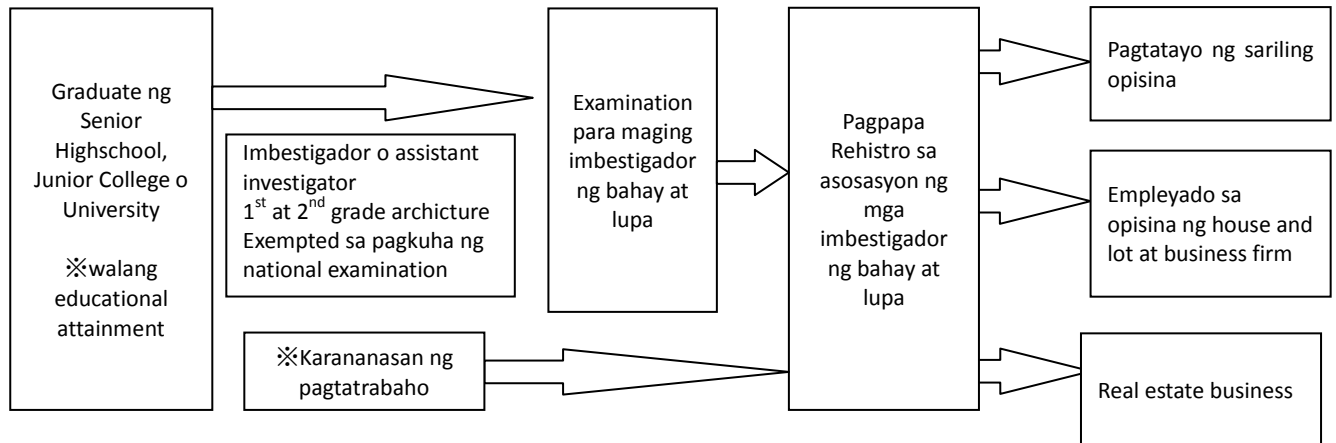 Graduate ng
Senior
Highschool,
Junior College o
University
※walang
educational
attainment
Imbestigador o assistant
investigator
1st at 2nd grade archicture
Exempted sa pagkuha ng
national examination
※Karananasan ng
pagtatrabaho
Examination
para maging
imbestigador
ng bahay at
lupa
Pagpapa
Rehistro sa
asosasyon ng
mga
imbestigador
ng bahay at
lupa
Pagtatayo ng sariling
opisina
Empleyado sa
opisina ng house and
lot at business firm
Real estate business